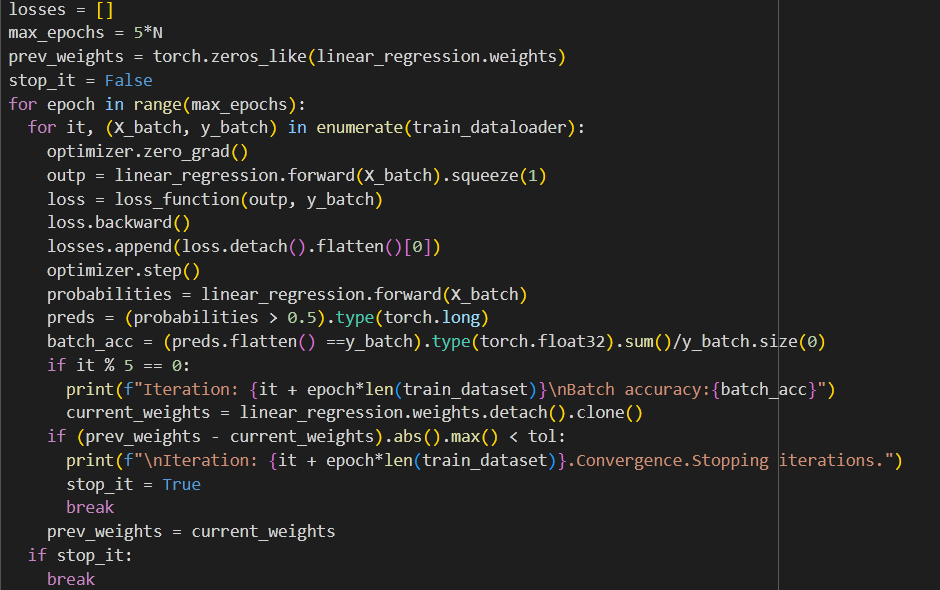 losses = []
max_epochs = 5*N
prev_weights = torch.zeros_like(linear_regression.weights)
stop_it = False
for epoch in range(max_epochs):
  for it, (X_batch, y_batch) in enumerate(train_dataloader):
    optimizer.zero_grad()
    outp = linear_regression.forward(X_batch).squeeze(1)
    loss = loss_function(outp, y_batch)
    loss.backward()
    losses.append(loss.detach().flatten()[0])
    optimizer.step()
    probabilities = linear_regression.forward(X_batch)
    preds = (probabilities > 0.5).type(torch.long)
    batch_acc = (preds.flatten() ==y_batch).type(torch.float32).sum()/y_batch.size(0)
    if it % 5 == 0:
      print(f"Iteration: {it + epoch*len(train_dataset)}\nBatch accuracy:{batch_acc}")
      current_weights = linear_regression.weights.detach().clone()
    if (prev_weights - current_weights).abs().max() < tol:
      print(f"\nIteration: {it + epoch*len(train_dataset)}.Convergence.Stopping iterations.")
      stop_it = True
      break
    prev_weights = current_weights
  if stop_it:
    break